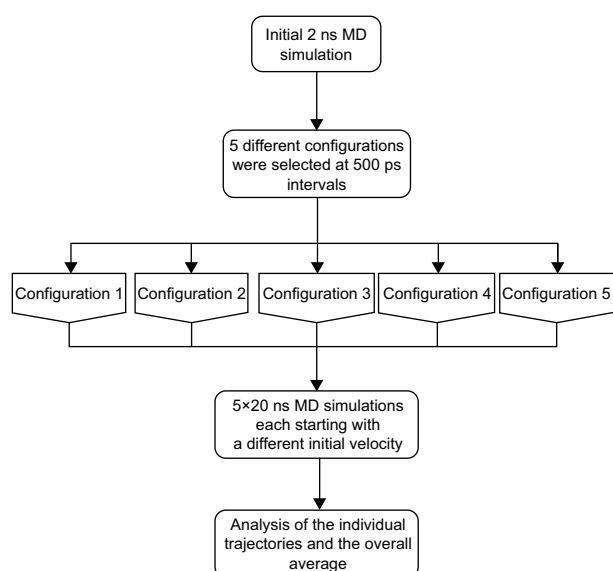 Initial 2 ns MD
simulation
5 different configurations
were selected at 500 ps
intervals
Configuration 1
Configuration 2
Configuration 3
Configuration 4
Configuration 5
5×20 ns MD simulations
each starting with
a different initial velocity
Analysis of the individual
trajectories and the overall
average